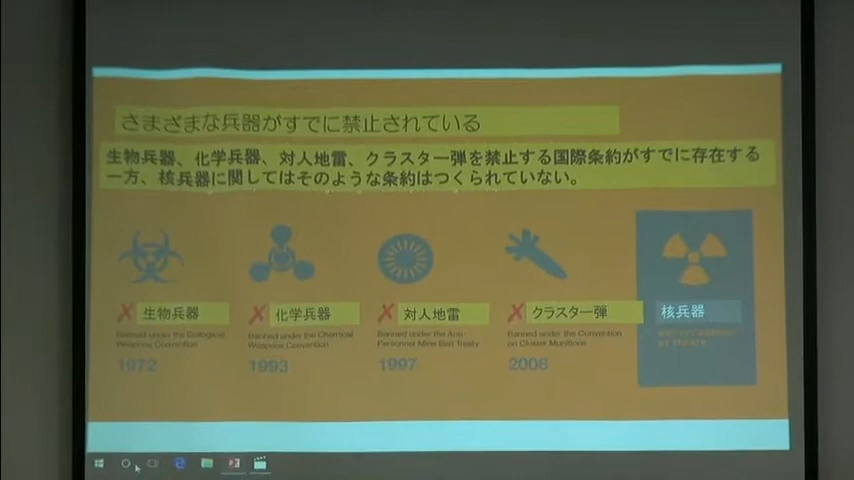 さまざまな兵器がすでに禁止されている
生物兵器、化学兵器、対人地雷、クラスター弾を禁止する国際条約がすでに存在する
一方、核兵器に関してはそのような条約はつくられていない。
生物兵器
Banned under the Biological
Weapons Convention
1972
化学兵器
Banned under the Chemical
Weapons Convention
1993
対人地雷
Banned under the Anti-
Personnel Mine Ban Treaty
1997
クラスター弾
Banned under the Convention
on Cluster Munitions
2008
核兵器